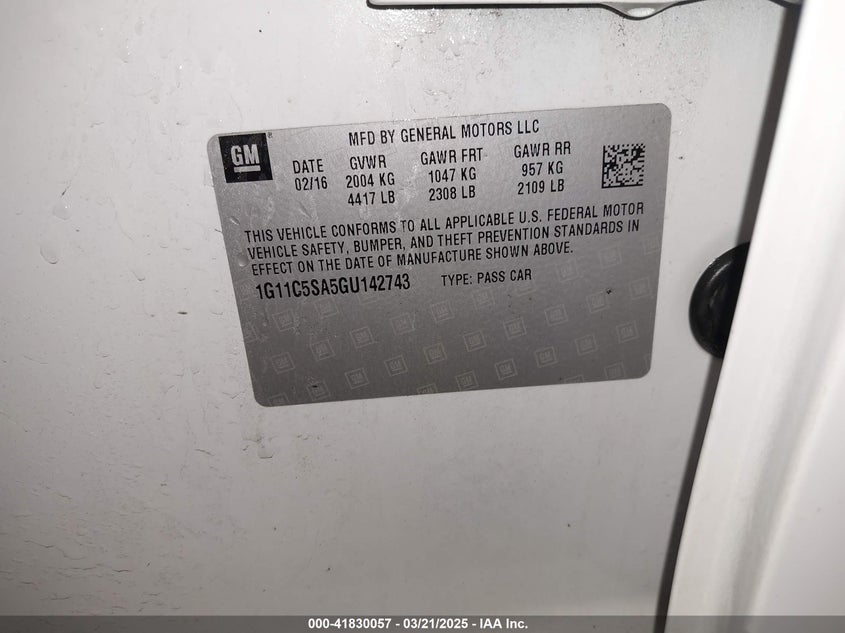 GM
MFD BY GENERAL MOTORS LLC
DATE GVWR GAWR FRT GAWR RR
02/16 2004 KG 1047 KG 957 KG
4417 LB 2308 LB 2109 LB
THIS VEHICLE CONFORMS TO ALL APPLICABLE U.S. FEDERAL MOTOR
VEHICLE SAFETY, BUMPER, AND THEFT PREVENTION STANDARDS IN
EFFECT ON THE DATE OF MANUFACTURE SHOWN ABOVE.
1G11C5SA5GU142743 TYPE: PASS CAR
000-41830057 - 03/21/2025 - IAA Inc.